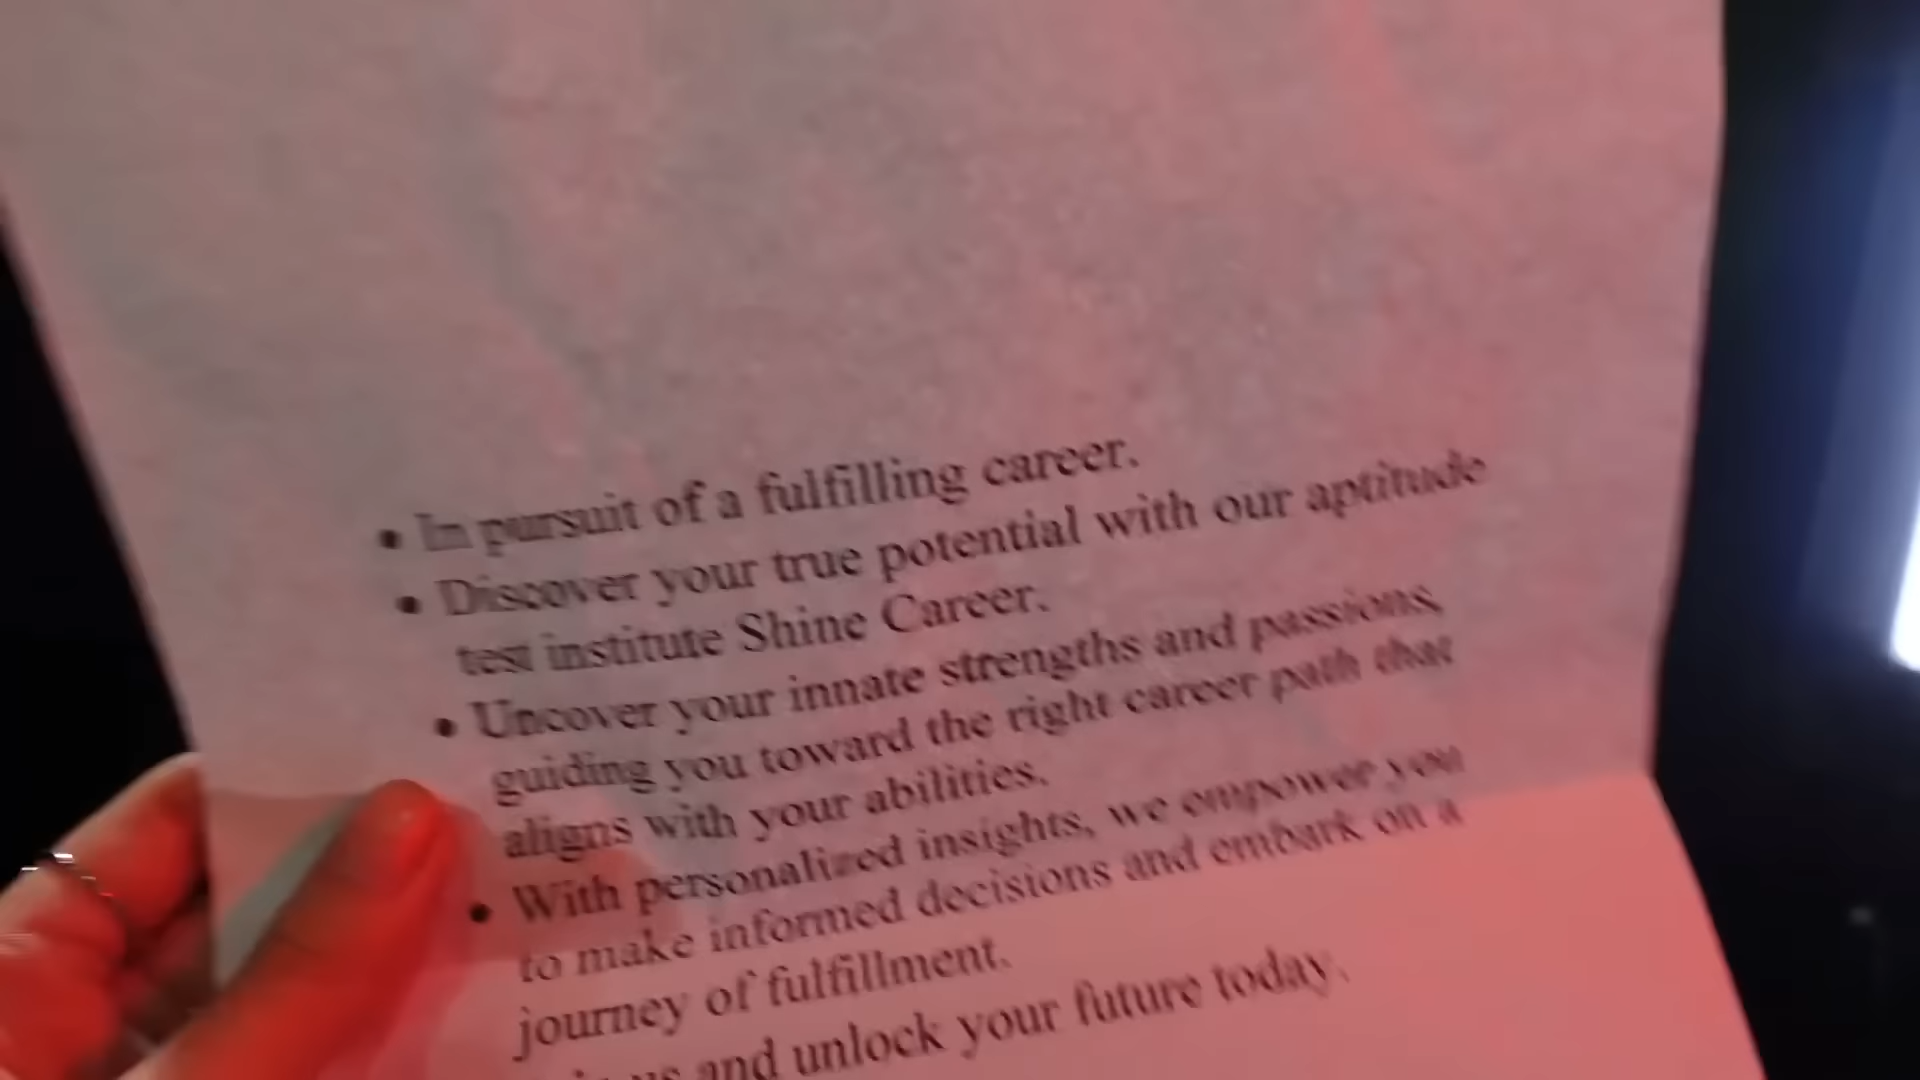 • In pursuit of a fulfilling career.
• Discover your true potential with our aptitude
test institute Shine Career.
• Uncover your innate strengths and passions,
guiding you toward the right career path that
aligns with your abilities.
• With personalized insights, we empower you
to make informed decisions and embark on a
journey of fulfillment.
us and unlock your future today.